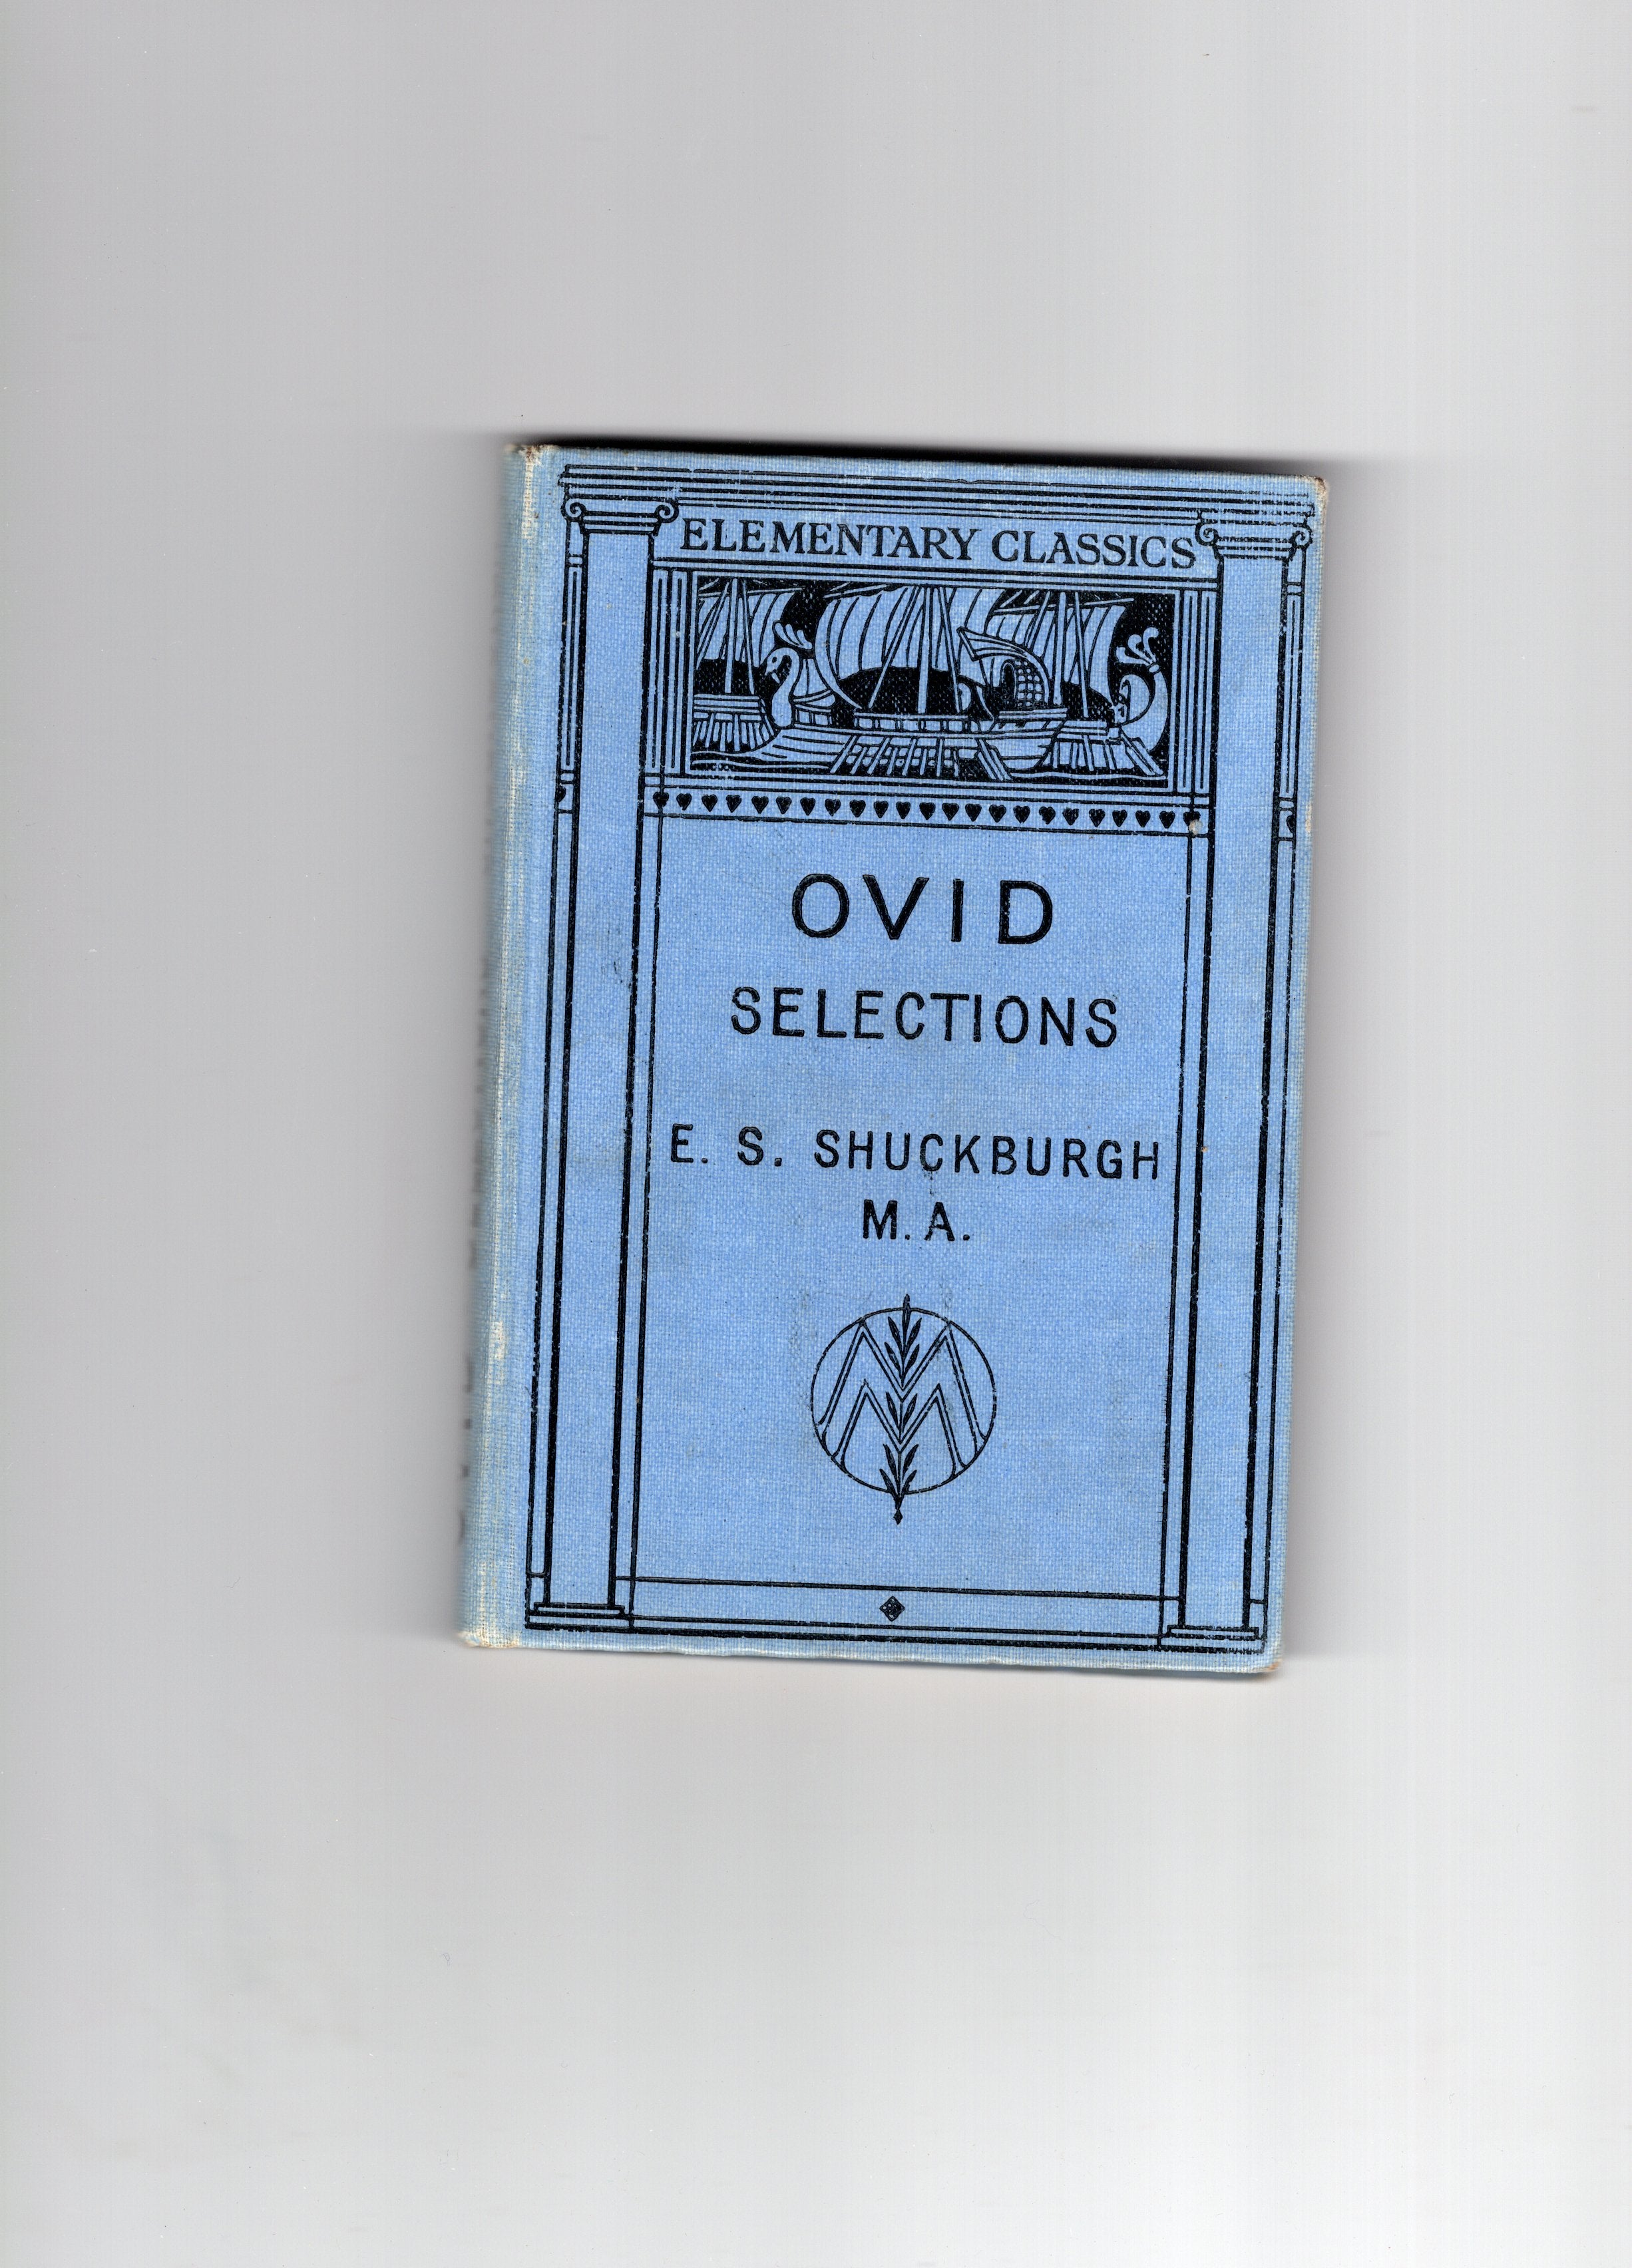 ELEMENTARY CLASSICS
OVID
SELECTIONS
E. S. SHUCKBURGH
M. A.